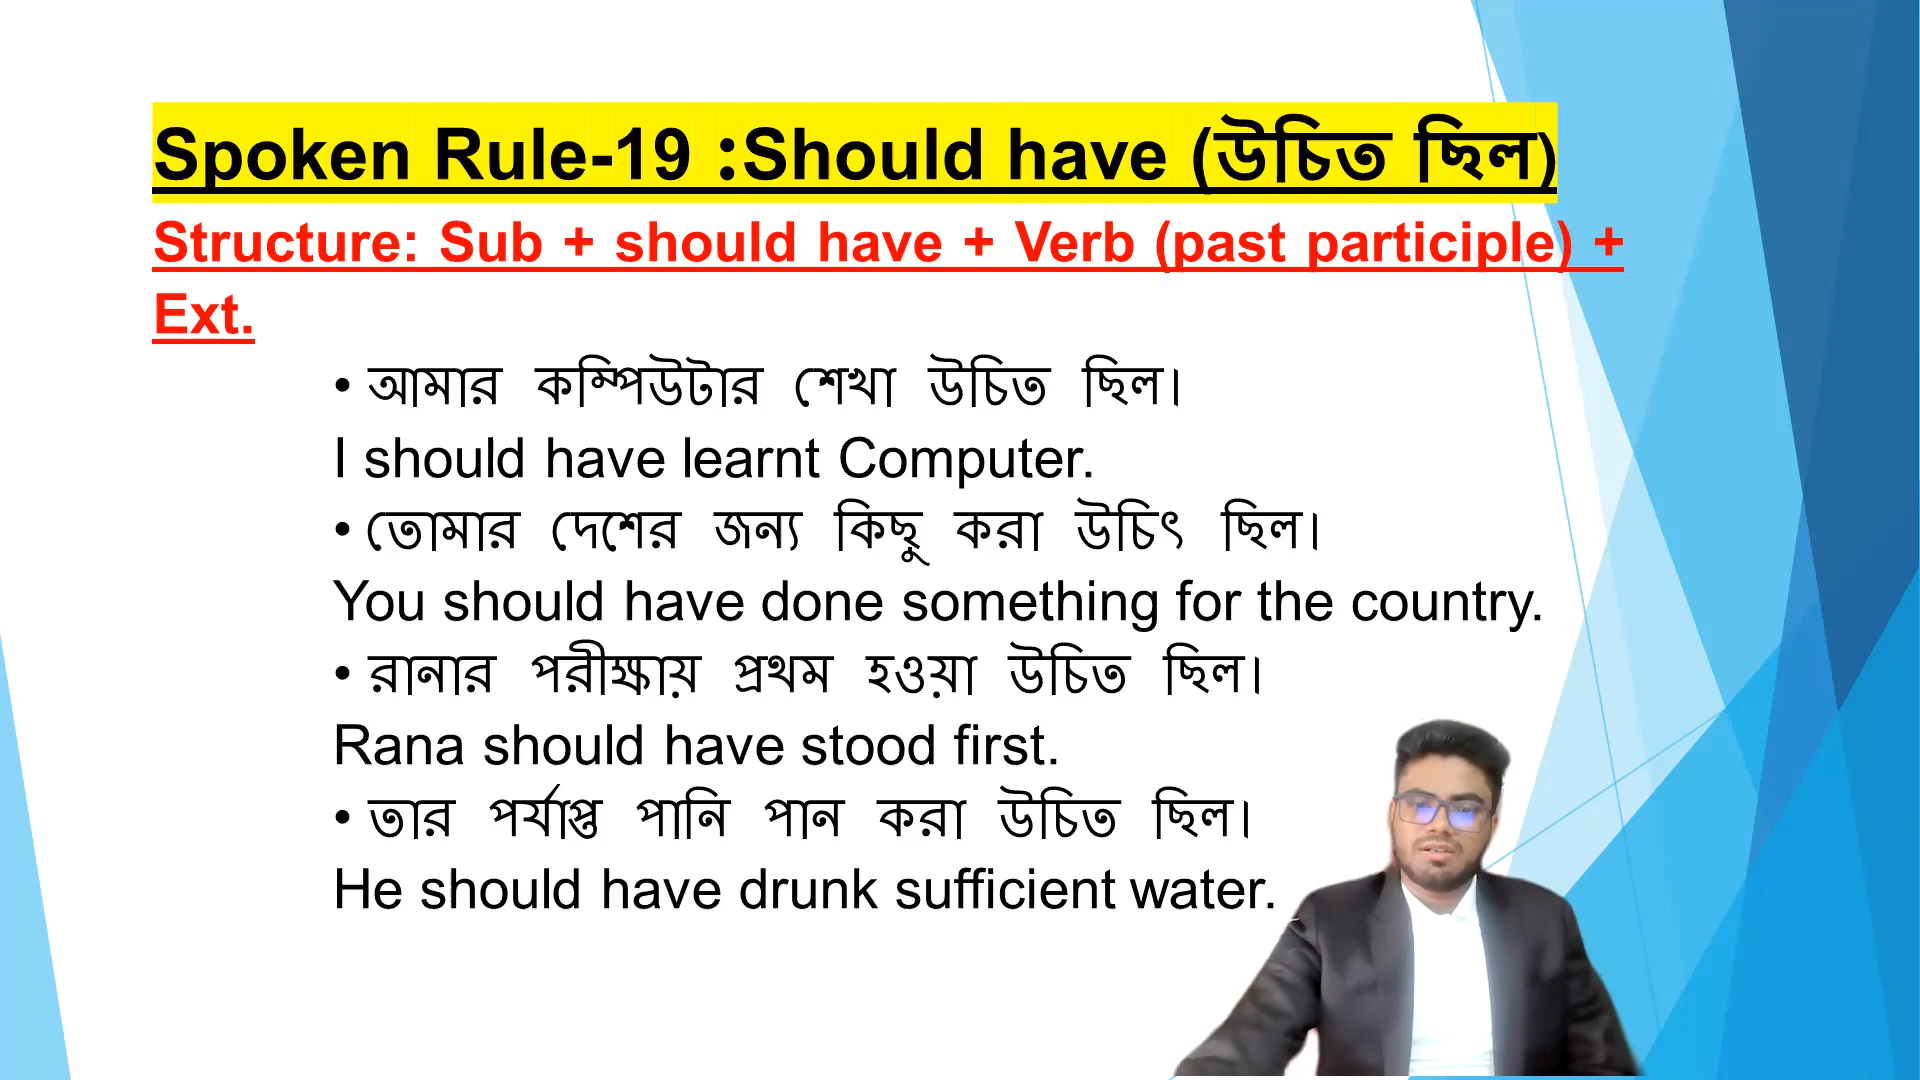 Spoken Rule-19 :Should have (উচিত ছিল)
Structure: Sub + should have + Verb (past participle) +
Ext.
• আমার কম্পিউটার শেখা উচিত ছিল।
I should have learnt Computer.
• তোমার দেশের জন্য কিছু করা উচিৎ ছিল।
You should have done something for the country.
• রানার পরীক্ষায় প্রথম হওয়া উচিত ছিল।
Rana should have stood first.
• তার পর্যাপ্ত পানি পান করা উচিত ছিল।
He should have drunk sufficient water.